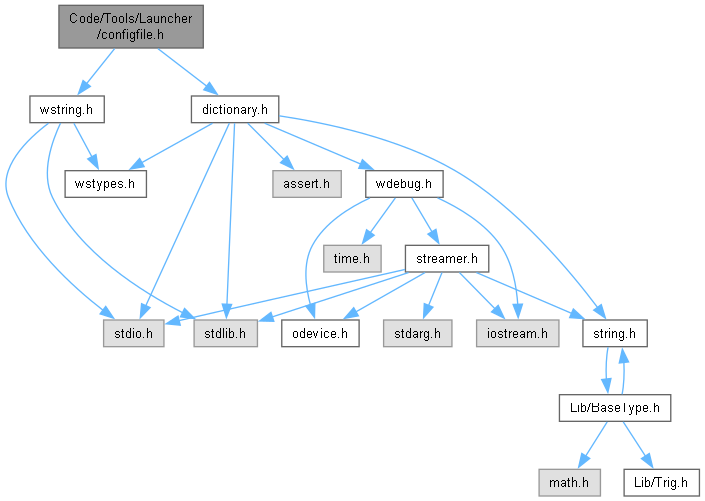 Code/Tools/Launcher
/configfile.h
wstring.h
dictionary.h
wstypes.h
assert.h
wdebug.h
time.h
streamer.h
stdio.h
stdlib.h
odevice.h
stdarg.h
iostream.h
string.h
Lib/BaseType.h
math.h
Lib/Trig.h